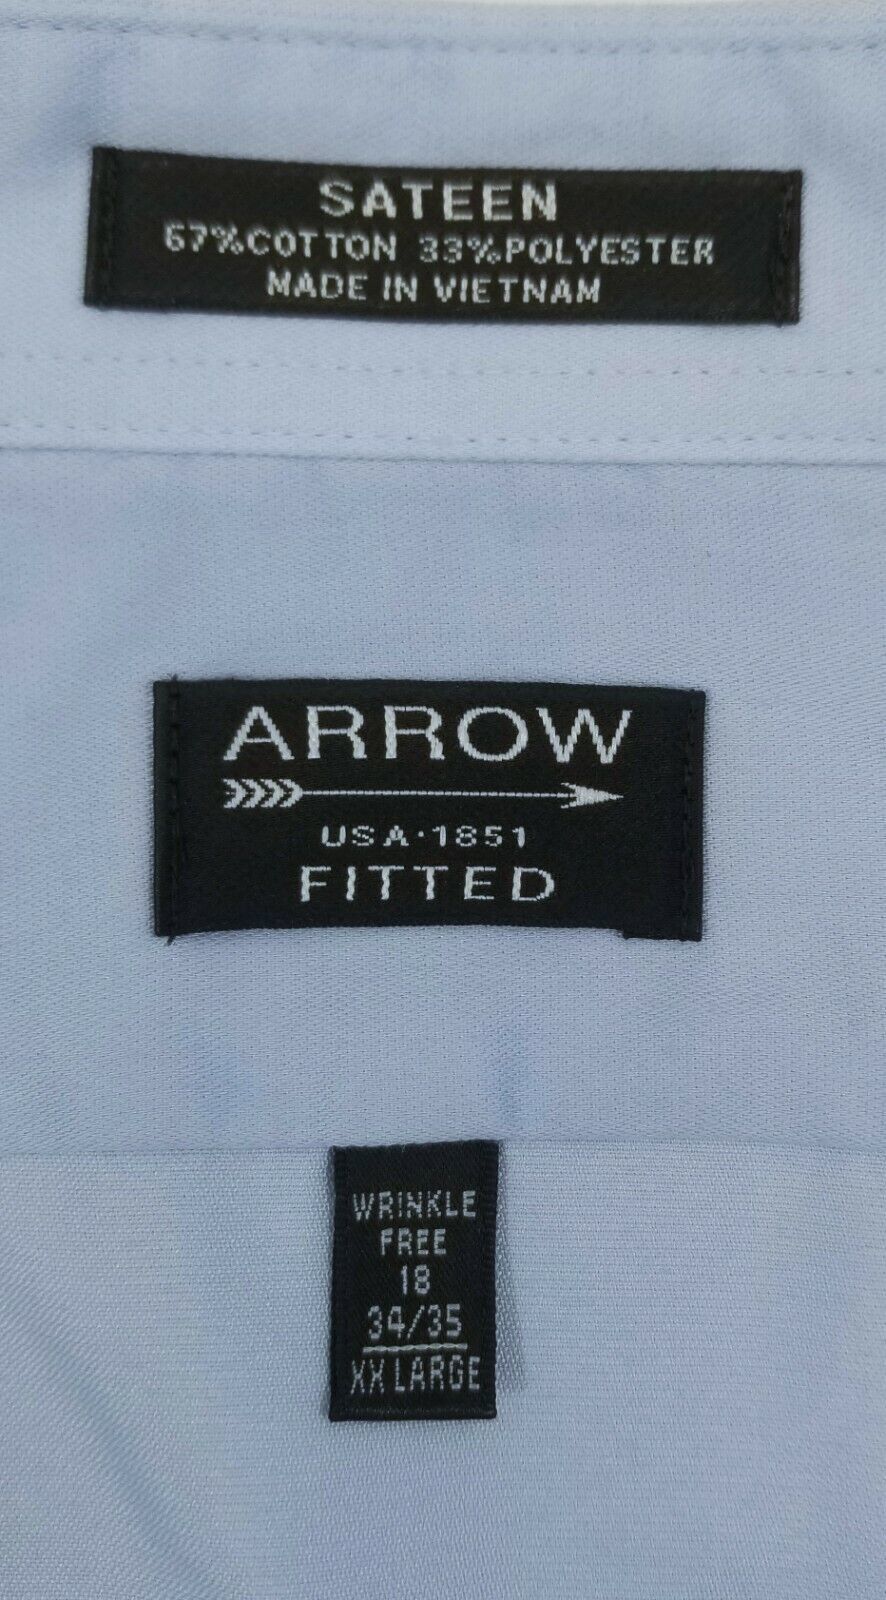 SATEEN
67%COTTON 33%POLYESTER
MADE IN VIETNAM
ARROW
USA·1851
FITTED
WRINKLE
FREE
18
34/35
XX LARGE